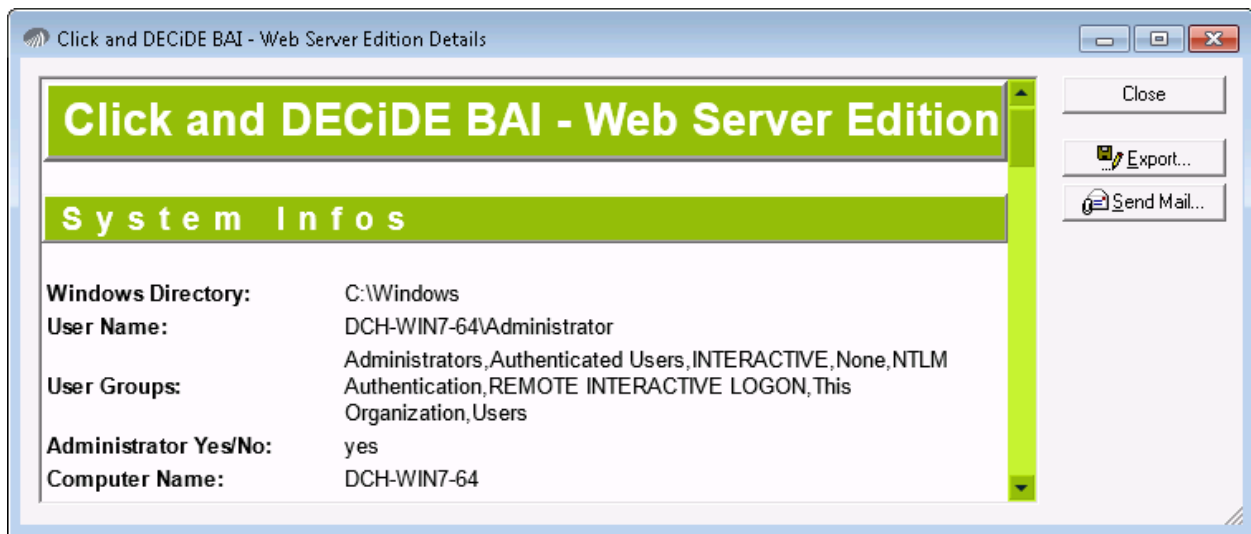 Click and DECiDE BAI - Web Server Edition Details
Click and DECiDE BAI - Web Server Edition
System Infos
Windows Directory: C:\Windows
User Name: DCH-WIN7-64\Administrator
User Groups: Administrators,Authenticated Users,INTERACTIVE,None,NTLM
Authentication,REMOTE INTERACTIVE LOGON,This
Organization,Users
Administrator Yes/No: yes
Computer Name: DCH-WIN7-64
Close
Export...
Send Mail...